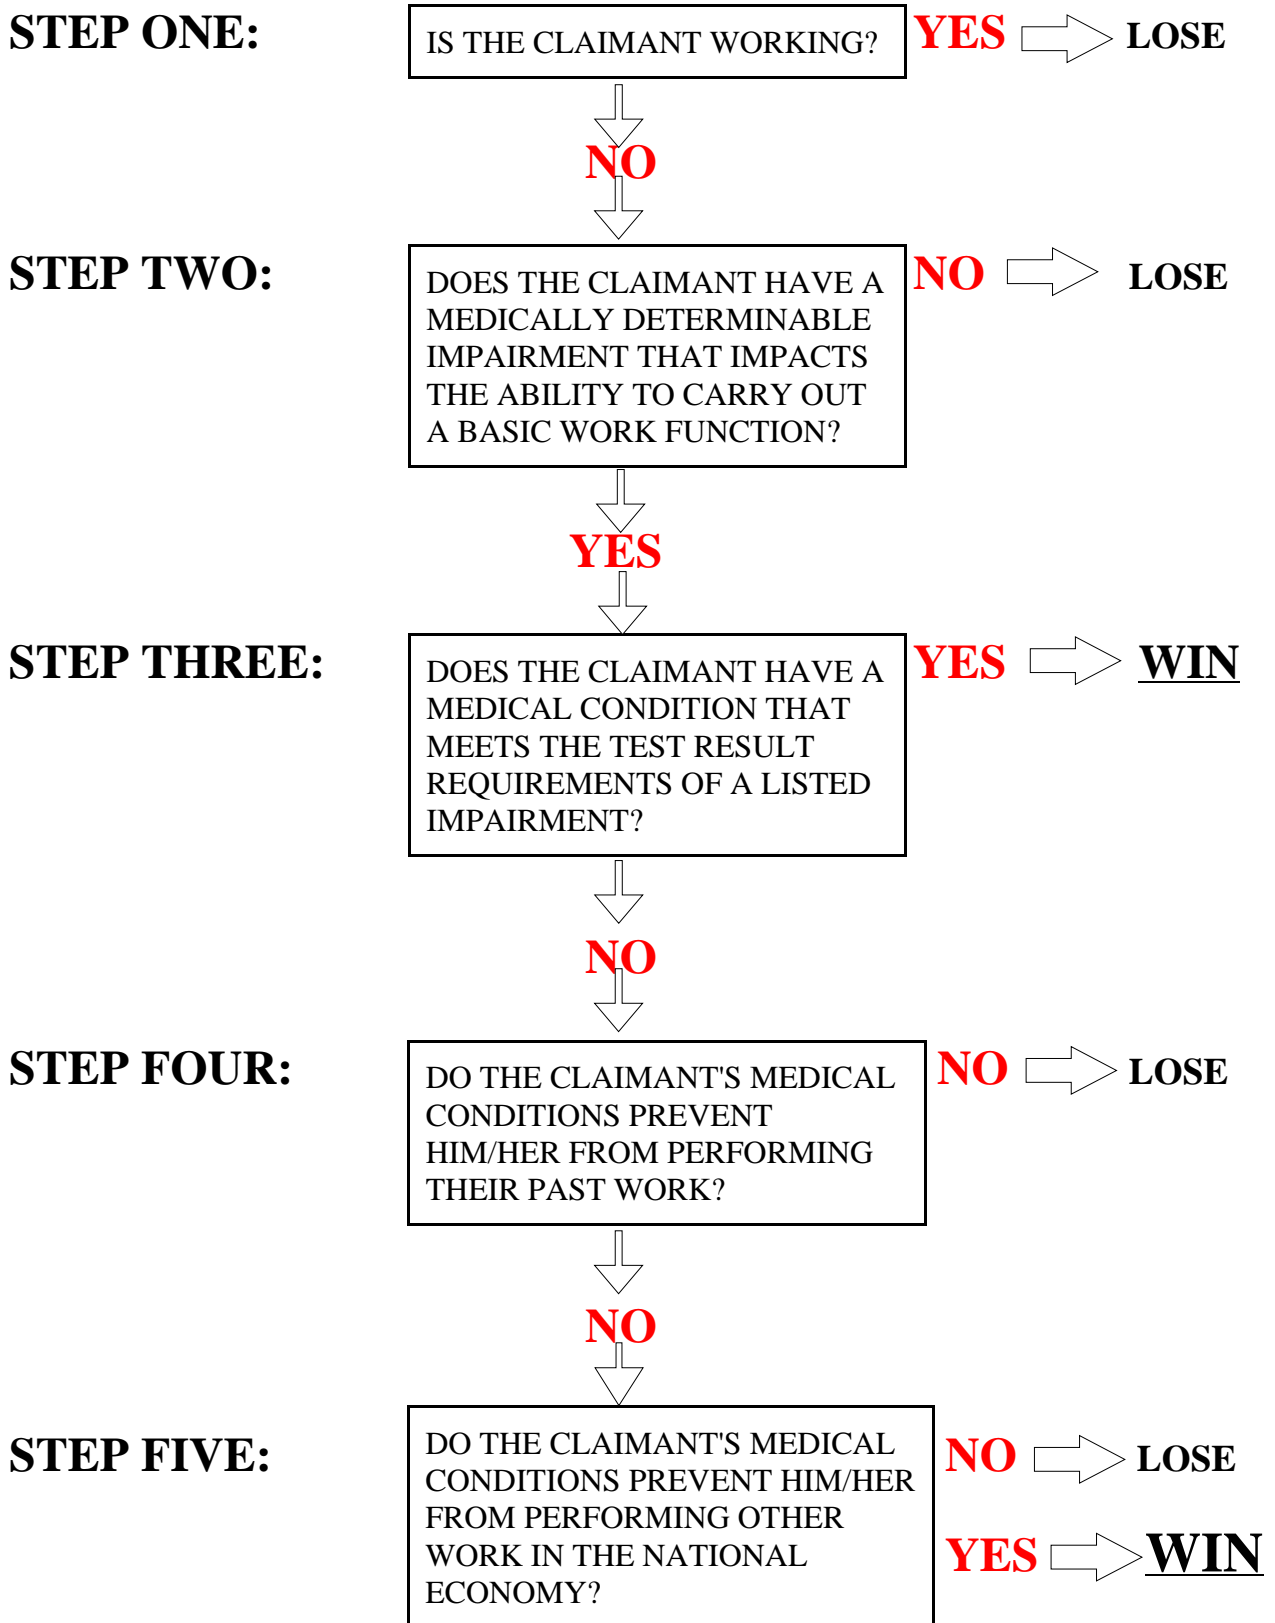 STEP ONE:
IS THE CLAIMANT WORKING?
YES
LOSE
NO
STEP TWO:
DOES THE CLAIMANT HAVE A
MEDICALLY DETERMINABLE
IMPAIRMENT THAT IMPACTS
THE ABILITY TO CARRY OUT
A BASIC WORK FUNCTION?
NO
LOSE
YES
STEP THREE:
DOES THE CLAIMANT HAVE A
MEDICAL CONDITION THAT
MEETS THE TEST RESULT
REQUIREMENTS OF A LISTED
IMPAIRMENT?
YES
WIN
NO
STEP FOUR:
DO THE CLAIMANT'S MEDICAL
CONDITIONS PREVENT
HIM/HER FROM PERFORMING
THEIR PAST WORK?
NO
LOSE
NO
STEP FIVE:
DO THE CLAIMANT'S MEDICAL
CONDITIONS PREVENT HIM/HER
FROM PERFORMING OTHER
WORK IN THE NATIONAL
ECONOMY?
NO
LOSE
YES
WIN